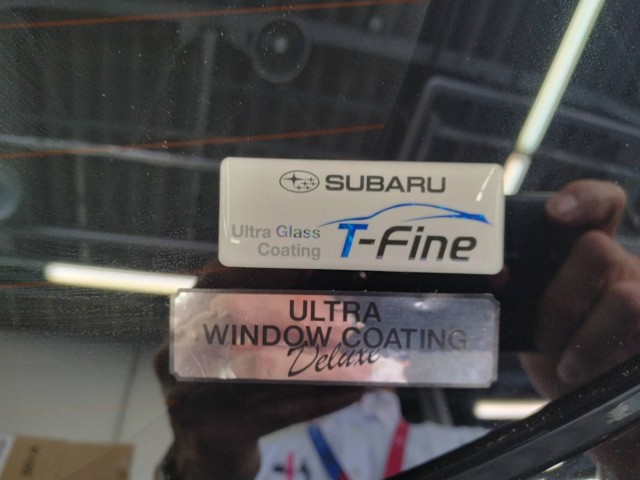 SUBARU
Ultra Glass
Coating
T-Fine
ULTRA
WINDOW COATING
Deluxe